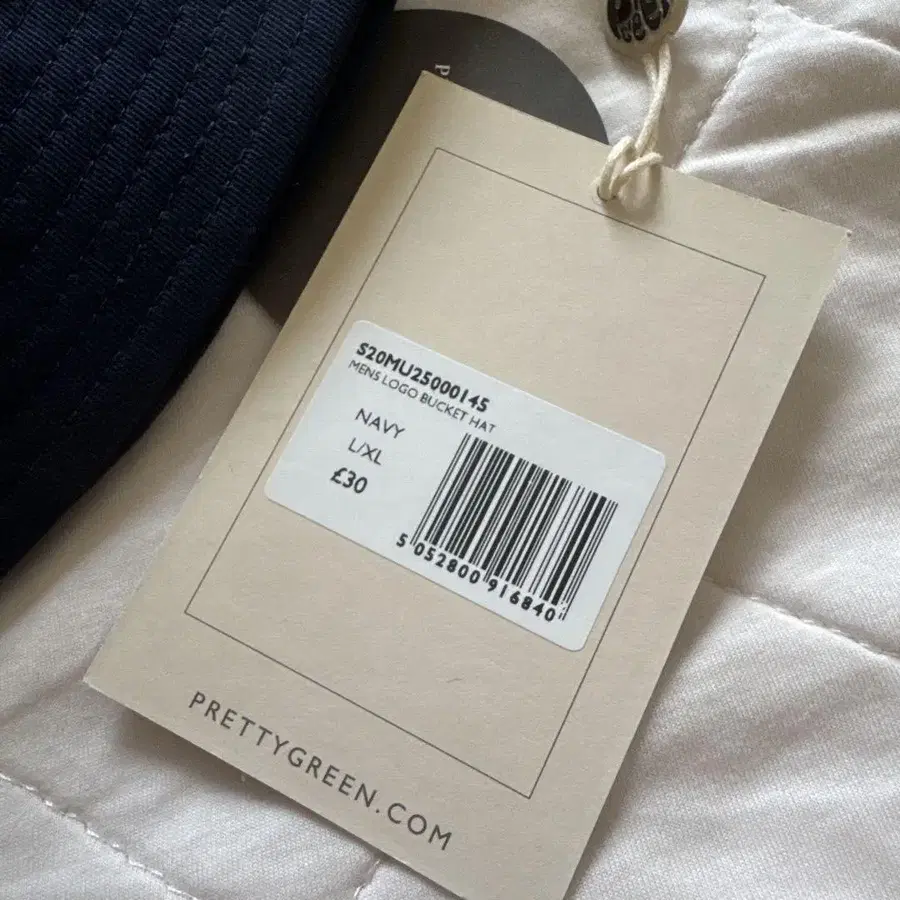 P
S20MU25000145
MENS LOGO BUCKET HAT
NAVY
L/XL
£30
5 052800 916840
PRETTYGREEN.COM